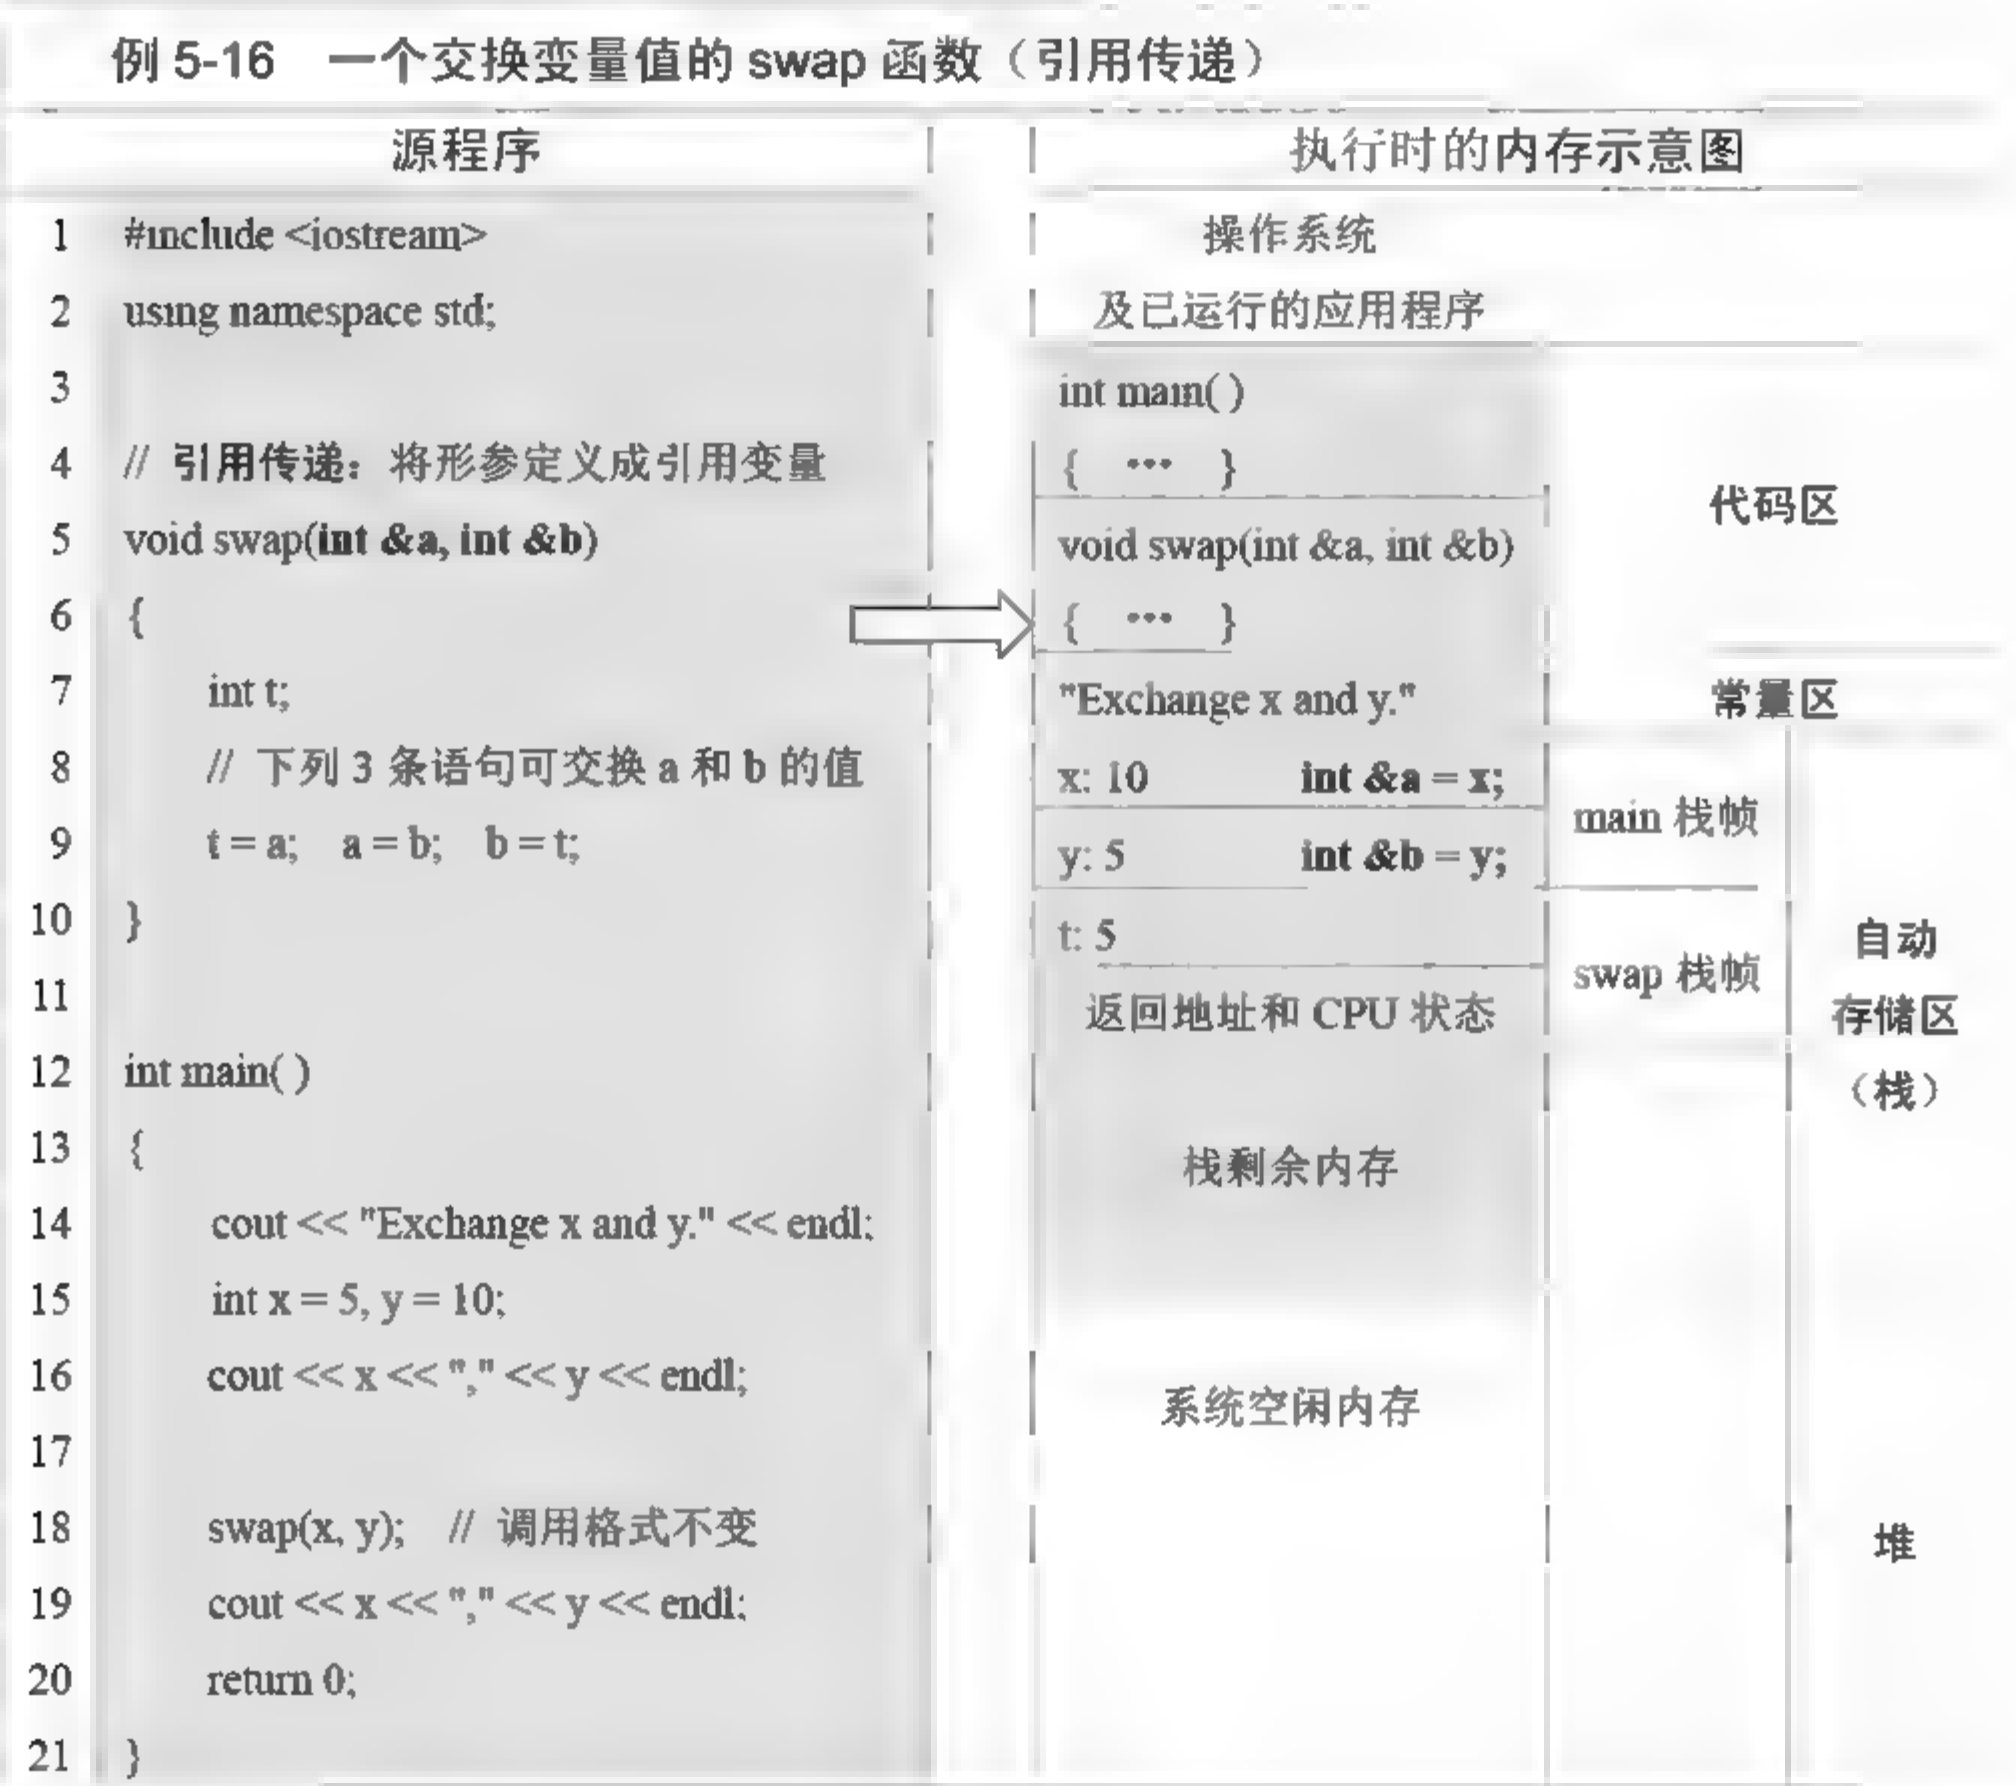 例 5-16 一个交换变量值的 swap 函数（引用传递）
源程序
执行时的内存示意图
1 #include <iostream>
2 using namespace std;
3
4 // 引用传递：将形参定义成引用变量
5 void swap(int &a, int &b)
6 {
7 int t;
8 // 下列 3 条语句可交换 a 和 b 的值
9 t = a; a = b; b = t;
10 }
11
12 int main( )
13 {
14 cout << "Exchange x and y." << endl;
15 int x = 5, y = 10;
16 cout << x << "," << y << endl;
17
18 swap(x, y); // 调用格式不变
19 cout << x << "," << y << endl;
20 return 0;
21 }
操作系统
及已运行的应用程序
int main( )
{ … }
void swap(int &a, int &b)
{ … }
代码区
"Exchange x and y."
常量区
x: 10 int &a = x;
y: 5 int &b = y;
main 栈帧
t: 5
返回地址和 CPU 状态
swap 栈帧
栈剩余内存
自动
存储区
（栈）
系统空闲内存
堆